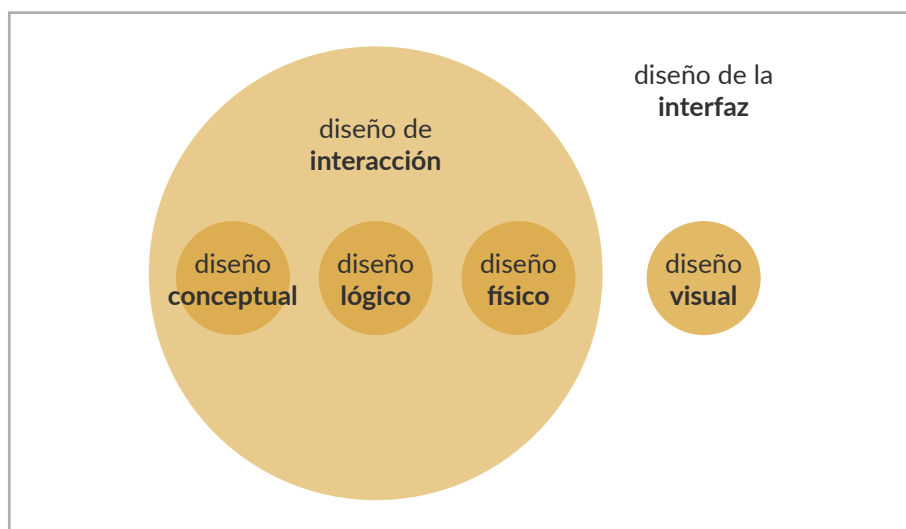 diseño de la
interfaz
diseño de
interacción
diseño
conceptual
diseño
lógico
diseño
físico
diseño
visual